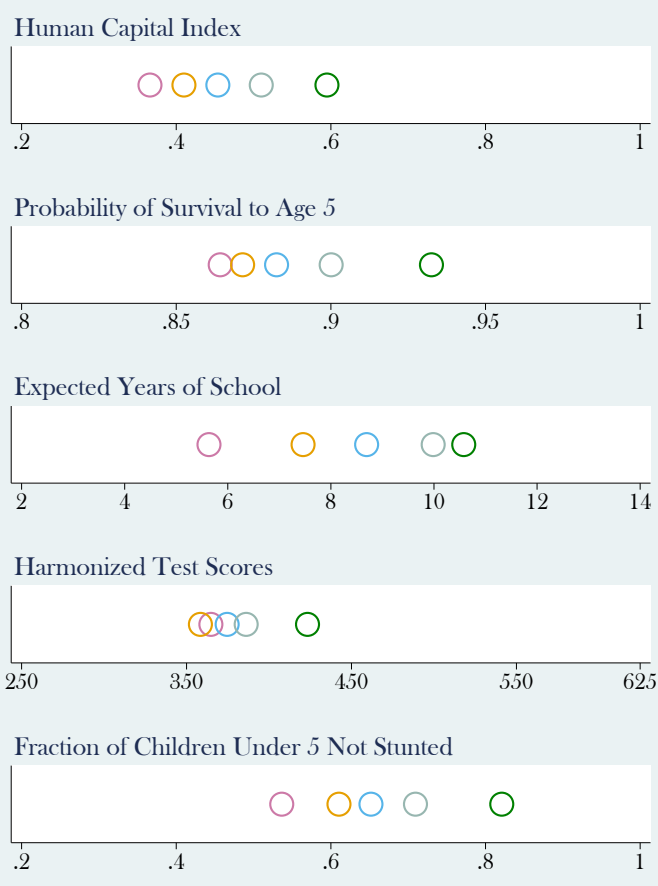 Human Capital Index
.2 .4 .6 .8 1
Probability of Survival to Age 5
.8 .85 .9 .95 1
Expected Years of School
2 4 6 8 10 12 14
Harmonized Test Scores
250 350 450 550 625
Fraction of Children Under 5 Not Stunted
.2 .4 .6 .8 1